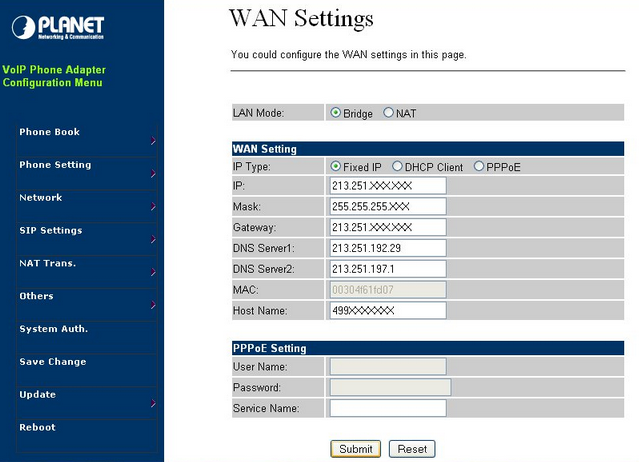 PLANET
Networking & Communication
VoIP Phone Adapter
Configuration Menu
Phone Book
Phone Setting
Network
SIP Settings
NAT Trans.
Others
System Auth.
Save Change
Update
Reboot
WAN Settings
You could configure the WAN settings in this page.
LAN Mode: Bridge NAT
WAN Setting
IP Type: Fixed IP DHCP Client PPPoE
IP: 213.251.XXX.XXX
Mask: 255.255.255.XXX
Gateway: 213.251.XXX.XXX
DNS Server1: 213.251.192.29
DNS Server2: 213.251.197.1
MAC: 00304f61fd07
Host Name: 499XXXXXXX
PPPoE Setting
User Name:
Password:
Service Name:
Submit Reset